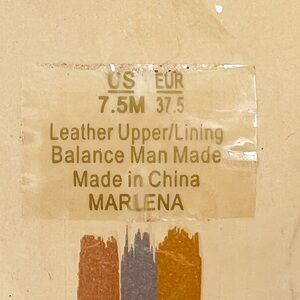 US EUR
7.5M 37.5
Leather Upper/Lining
Balance Man Made
Made in China
MARLENA